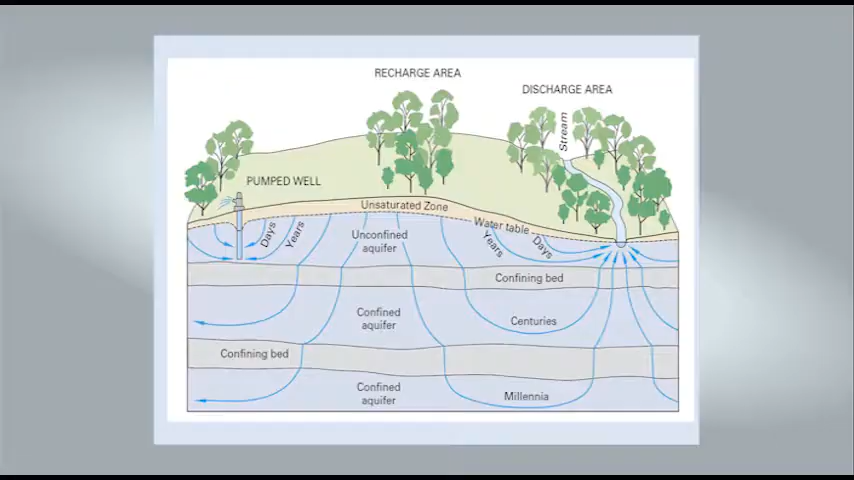 RECHARGE AREA
DISCHARGE AREA
Stream
PUMPED WELL
Unsaturated Zone
Water table
Days
Years
Unconfined
aquifer
Years
Days
Confining bed
Confined
aquifer
Centuries
Confining bed
Confined
aquifer
Millennia